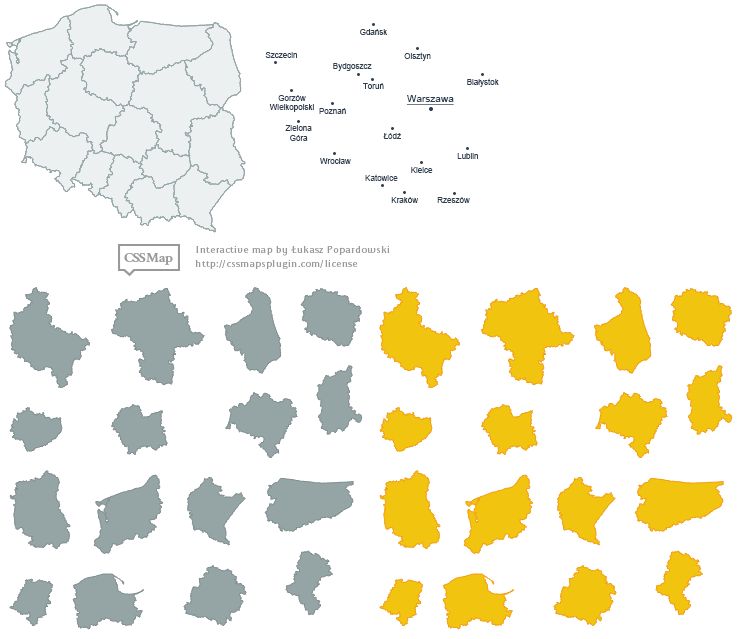 Gdańsk
Szczecin
Olsztyn
Bydgoszcz
Toruń
Białystok
Gorzów
Wielkopolski
Poznań
Warszawa
Zielona
Góra
Łódź
Wrocław
Lublin
Kielce
Katowice
Kraków
Rzeszów
CSSMap
Interactive map by Łukasz Popardowski
http://cssmapsplugin.com/license